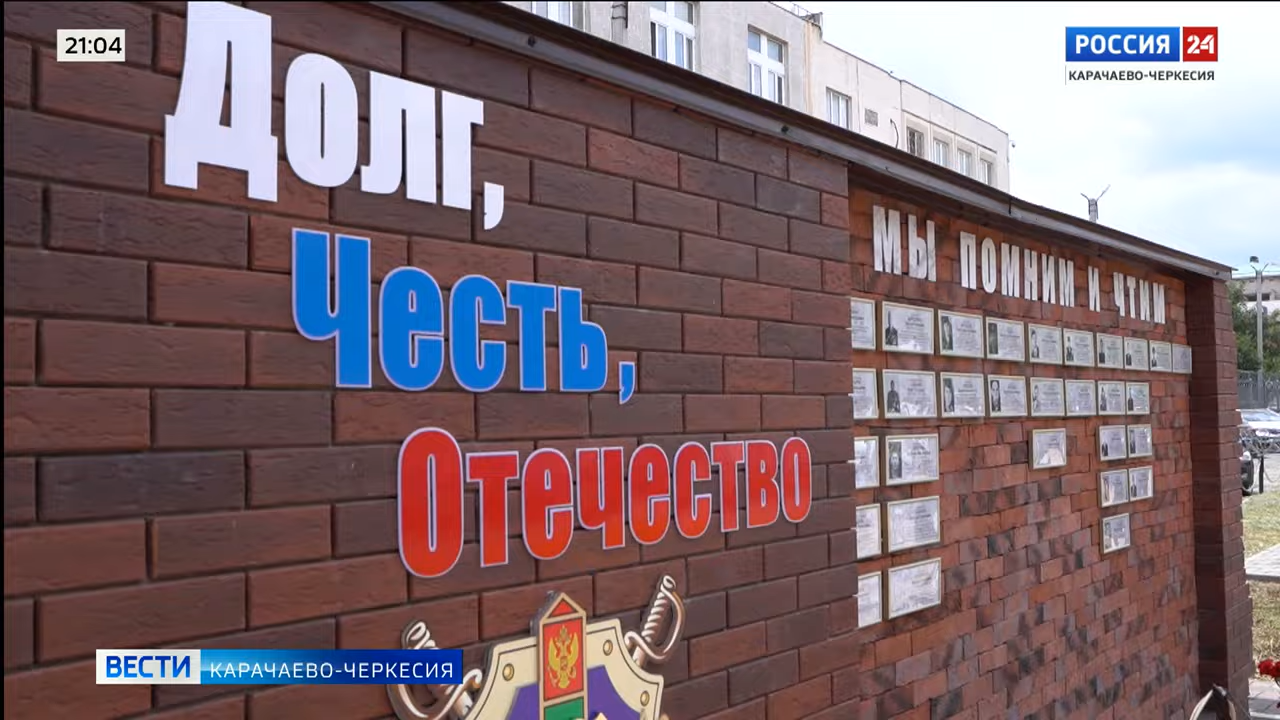 21:04
РОССИЯ 24
КАРАЧАЕВО-ЧЕРКЕСИЯ
Долг,
Честь,
Отечество
МЫ ПОМНИМ И ЧТИМ
ВЕСТИ КАРАЧАЕВО-ЧЕРКЕСИЯ